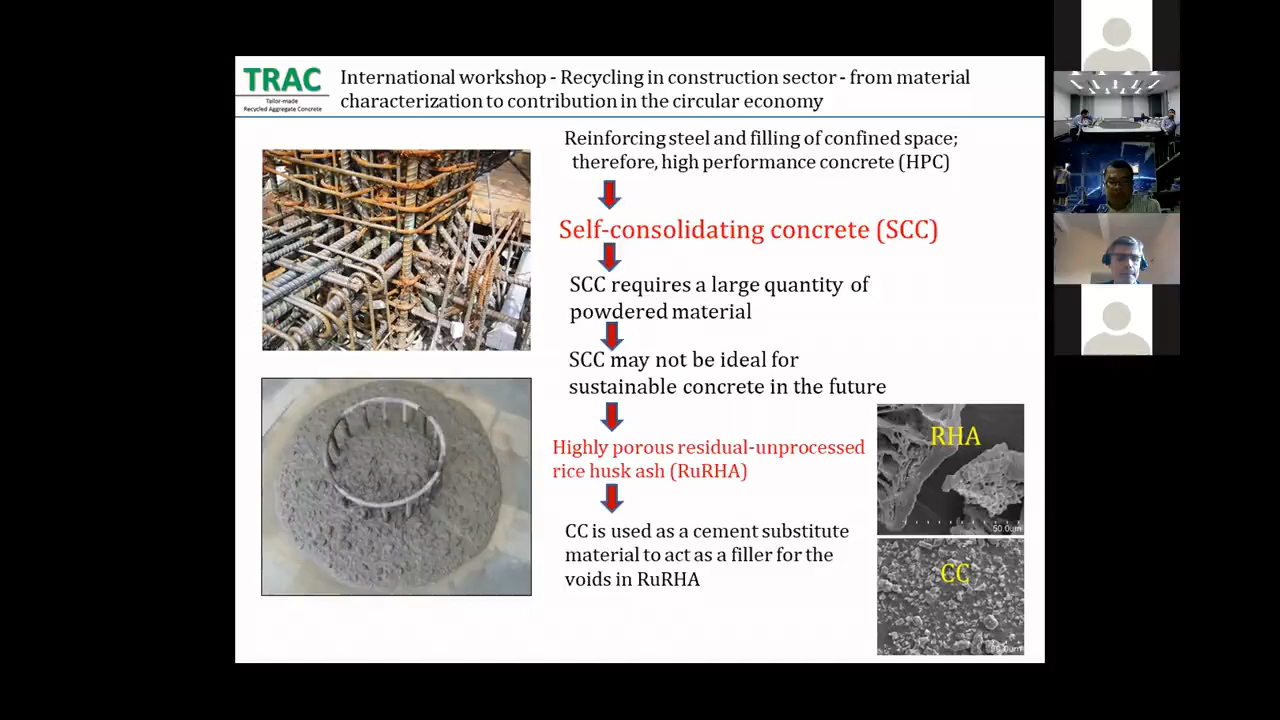 TRAC
Tailor-made
Recycled Aggregate Concrete
International workshop - Recycling in construction sector - from material
characterization to contribution in the circular economy
Reinforcing steel and filling of confined space;
therefore, high performance concrete (HPC)
Self-consolidating concrete (SCC)
SCC requires a large quantity of
powdered material
SCC may not be ideal for
sustainable concrete in the future
Highly porous residual-unprocessed
rice husk ash (RuRHA)
CC is used as a cement substitute
material to act as a filler for the
voids in RuRHA
RHA
50.0um
CC